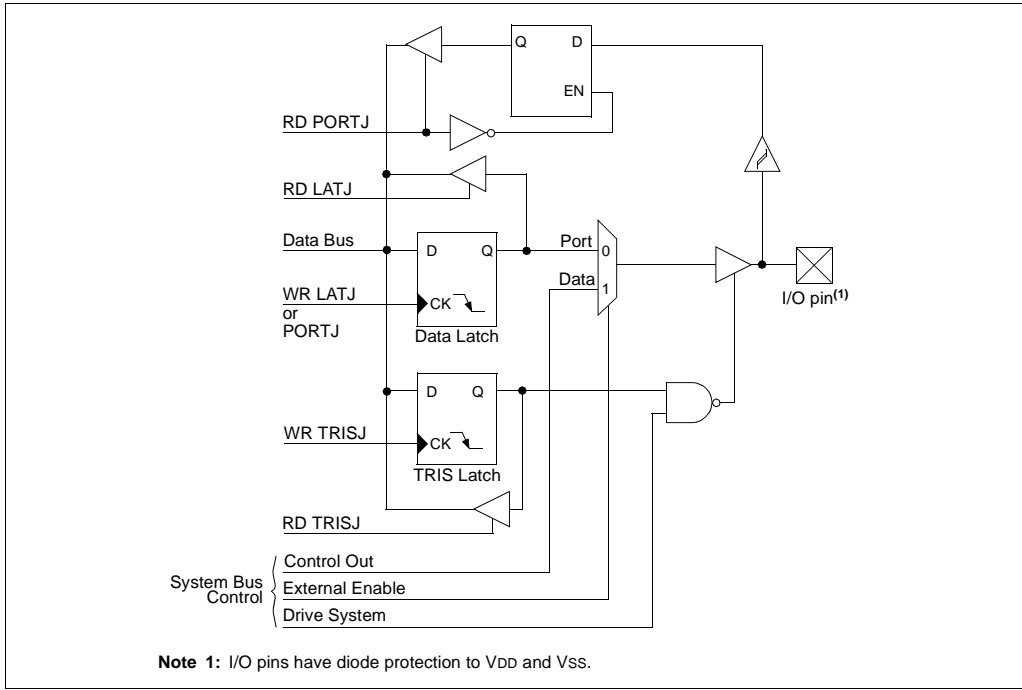 Q D
EN
RD PORTJ
RD LATJ
Data Bus
D Q
Port
0
Data
1
I/O pin(1)
WR LATJ
or
PORTJ
CK
Data Latch
D Q
WR TRISJ
CK
TRIS Latch
RD TRISJ
System Bus
Control
Control Out
External Enable
Drive System
Note 1: I/O pins have diode protection to VDD and VSS.